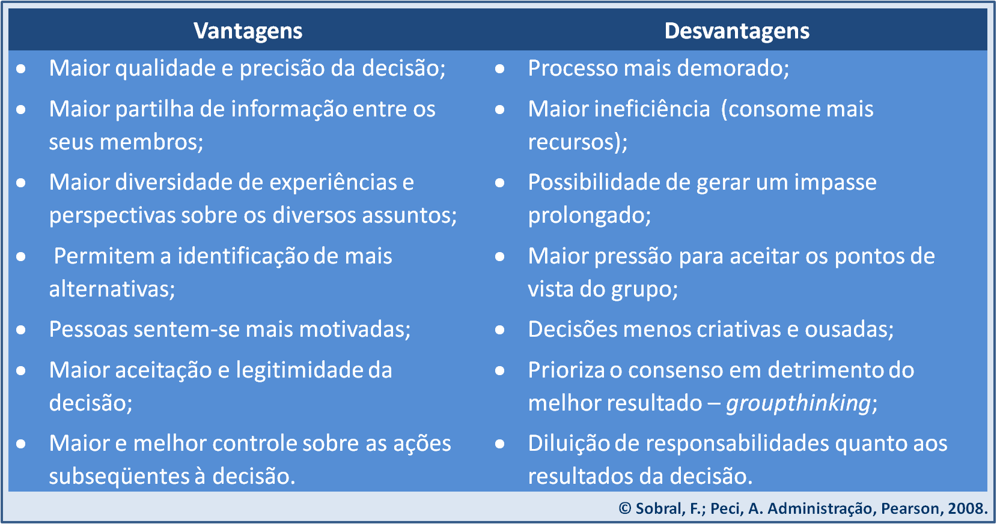 Vantagens
Desvantagens
• Maior qualidade e precisão da decisão;
• Maior partilha de informação entre os
seus membros;
• Maior diversidade de experiências e
perspectivas sobre os diversos assuntos;
• Permitem a identificação de mais
alternativas;
• Pessoas sentem-se mais motivadas;
• Maior aceitação e legitimidade da
decisão;
• Maior e melhor controle sobre as ações
subseqüentes à decisão.
• Processo mais demorado;
• Maior ineficiência (consome mais
recursos);
• Possibilidade de gerar um impasse
prolongado;
• Maior pressão para aceitar os pontos de
vista do grupo;
• Decisões menos criativas e ousadas;
• Prioriza o consenso em detrimento do
melhor resultado – groupthinking;
• Diluição de responsabilidades quanto aos
resultados da decisão.
© Sobral, F.; Peci, A. Administração, Pearson, 2008.